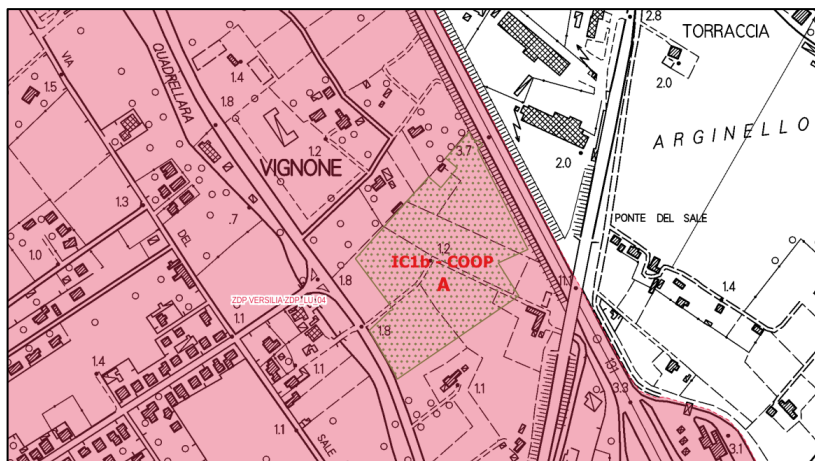 2.8
TORRACCIA
1.4
2.0
VIA
1.5
QUADRELLARA
1.8
ARGINELLO
VIGNONE
1.2
3.7
2.0
1.3
.7
PONTE DEL SALE
1.0
DEL
1.2
IC1b - COOP
A
1.8
1.4
ZDP VERSILIA-ZDP_LU_04
1.1
1.8
1.4
1.1
1.1
3.3
1.1
SALE
3.1